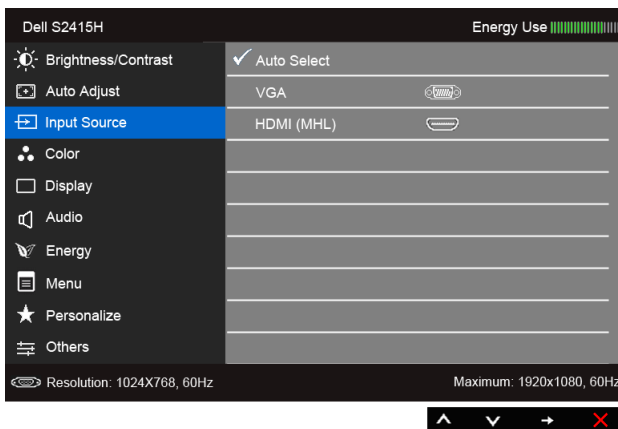 Dell S2415H
Energy Use
Brightness/Contrast
Auto Select
Auto Adjust
VGA
Input Source
HDMI (MHL)
Color
Display
Audio
Energy
Menu
Personalize
Others
Resolution: 1024X768, 60Hz
Maximum: 1920x1080, 60Hz